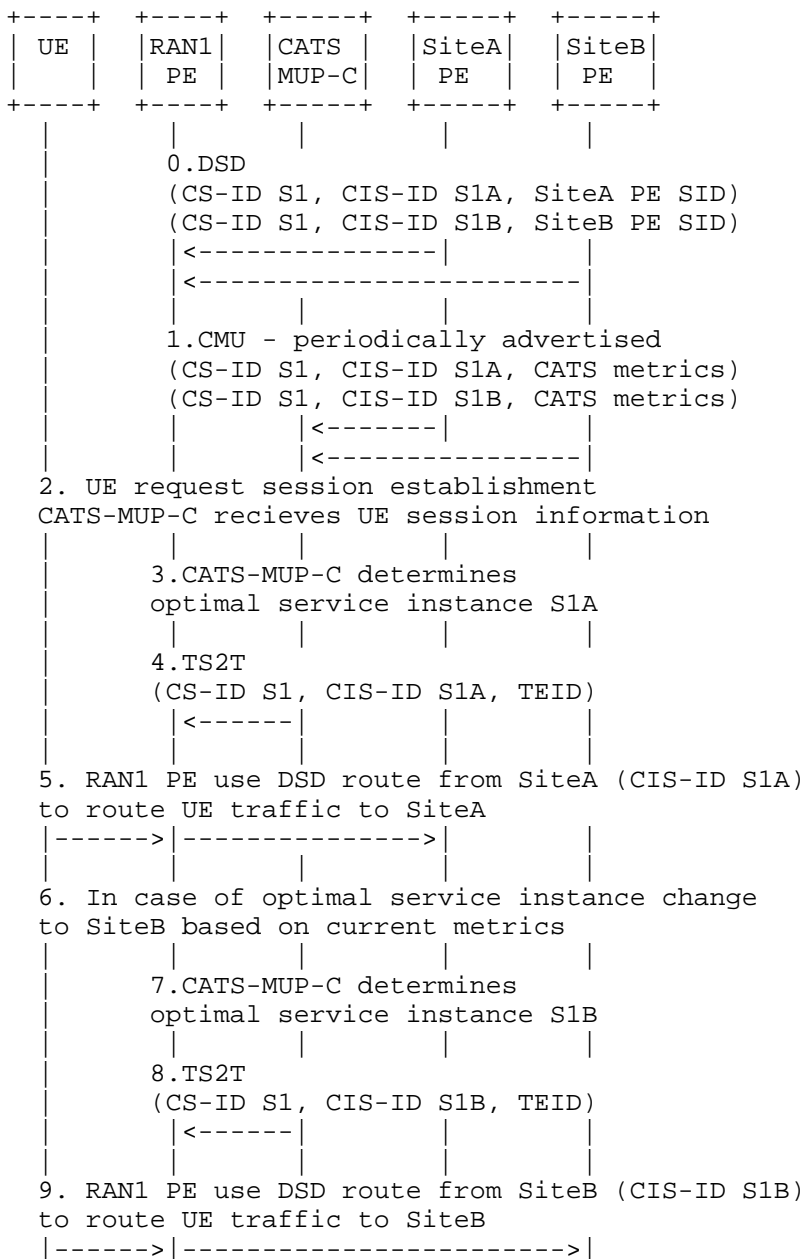 UE RAN1 CATS SiteA SiteB
PE MUP-C PE PE
0.DSD
(CS-ID S1, CIS-ID S1A, SiteA PE SID)
(CS-ID S1, CIS-ID S1B, SiteB PE SID)
1.CMU - periodically advertised
(CS-ID S1, CIS-ID S1A, CATS metrics)
(CS-ID S1, CIS-ID S1B, CATS metrics)
2. UE request session establishment
CATS-MUP-C recieves UE session information
3.CATS-MUP-C determines
optimal service instance S1A
4.TS2T
(CS-ID S1, CIS-ID S1A, TEID)
5. RAN1 PE use DSD route from SiteA (CIS-ID S1A)
to route UE traffic to SiteA
6. In case of optimal service instance change
to SiteB based on current metrics
7.CATS-MUP-C determines
optimal service instance S1B
8.TS2T
(CS-ID S1, CIS-ID S1B, TEID)
9. RAN1 PE use DSD route from SiteB (CIS-ID S1B)
to route UE traffic to SiteB